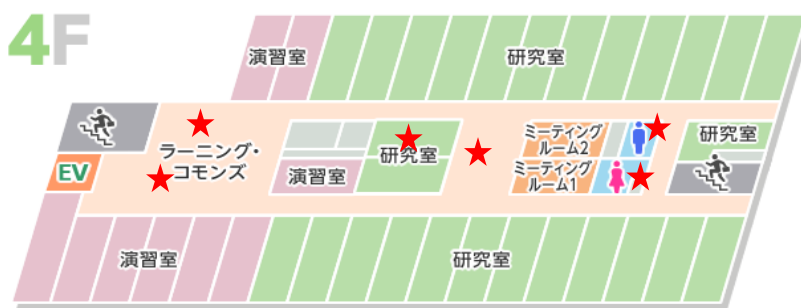 4F
演習室
研究室
ラーニング・
コモンズ
EV
演習室
研究室
ミーティング
ルーム2
ミーティング
ルーム1
研究室
演習室
研究室